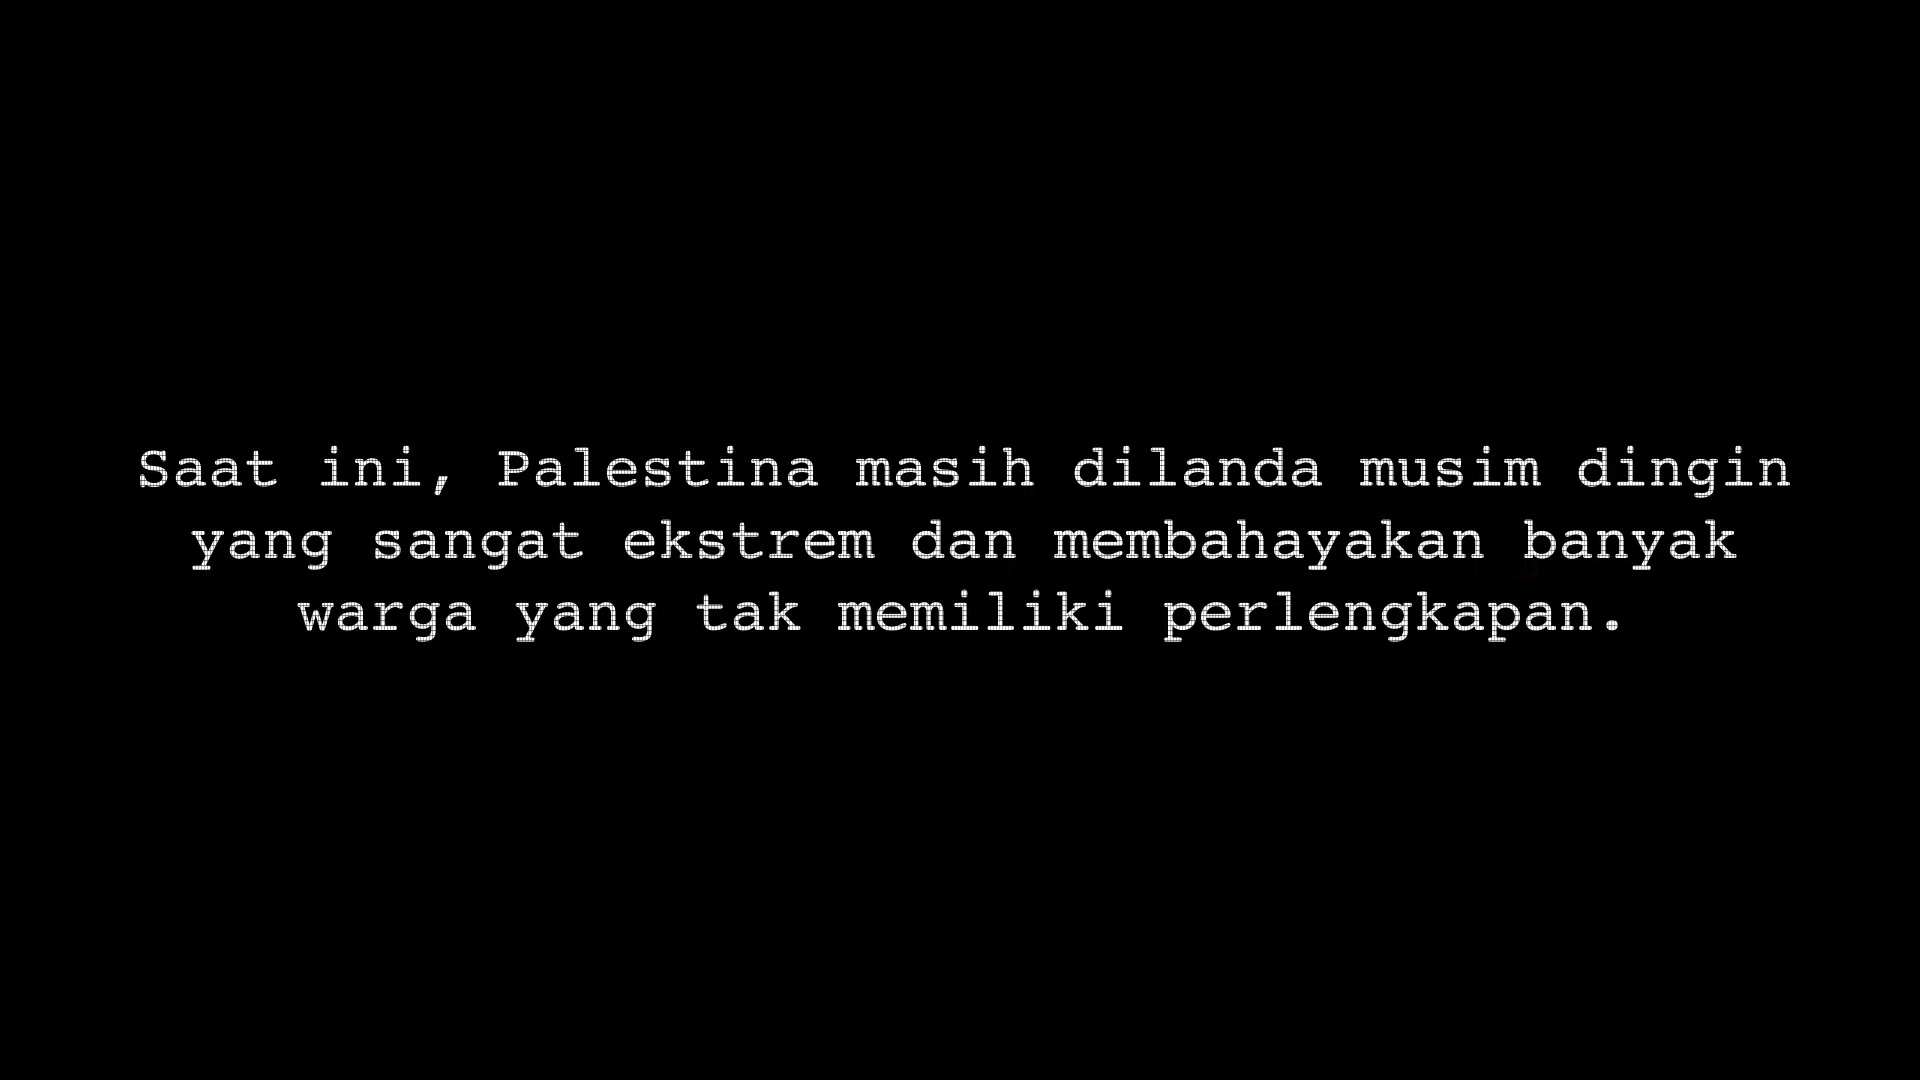 Saat ini, Palestina masih dilanda musim dingin
yang sangat ekstrem dan membahayakan banyak
warga yang tak memiliki perlengkapan.